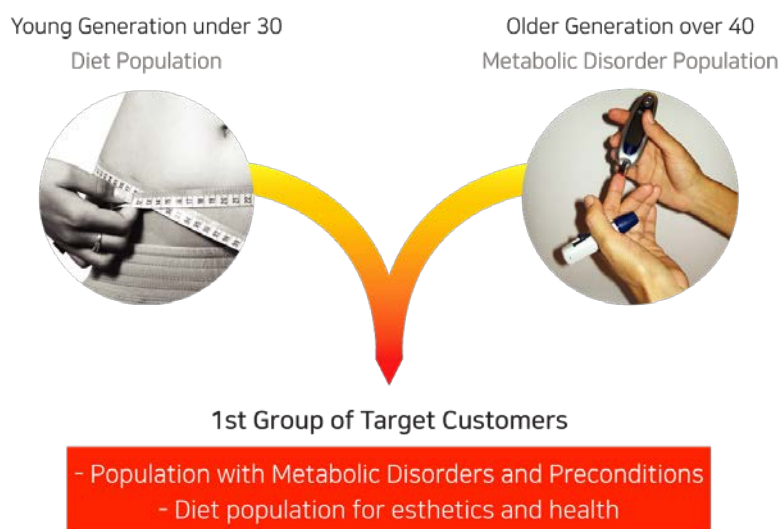 Young Generation under 30
Diet Population
Older Generation over 40
Metabolic Disorder Population
1st Group of Target Customers
- Population with Metabolic Disorders and Preconditions
- Diet population for esthetics and health